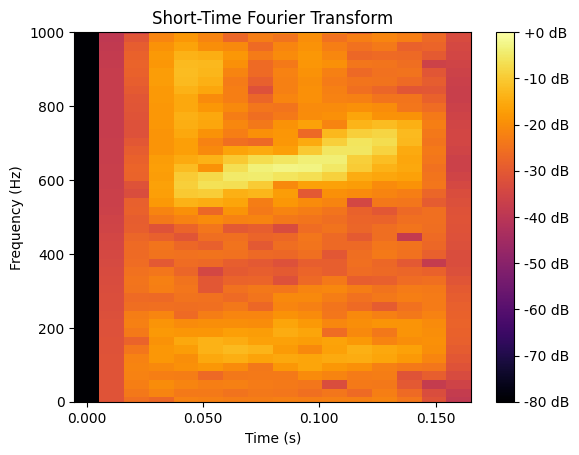 Short-Time Fourier Transform
Frequency (Hz)
1000
800
600
400
200
0
0.000
0.050
0.100
0.150
Time (s)
+0 dB
-10 dB
-20 dB
-30 dB
-40 dB
-50 dB
-60 dB
-70 dB
-80 dB